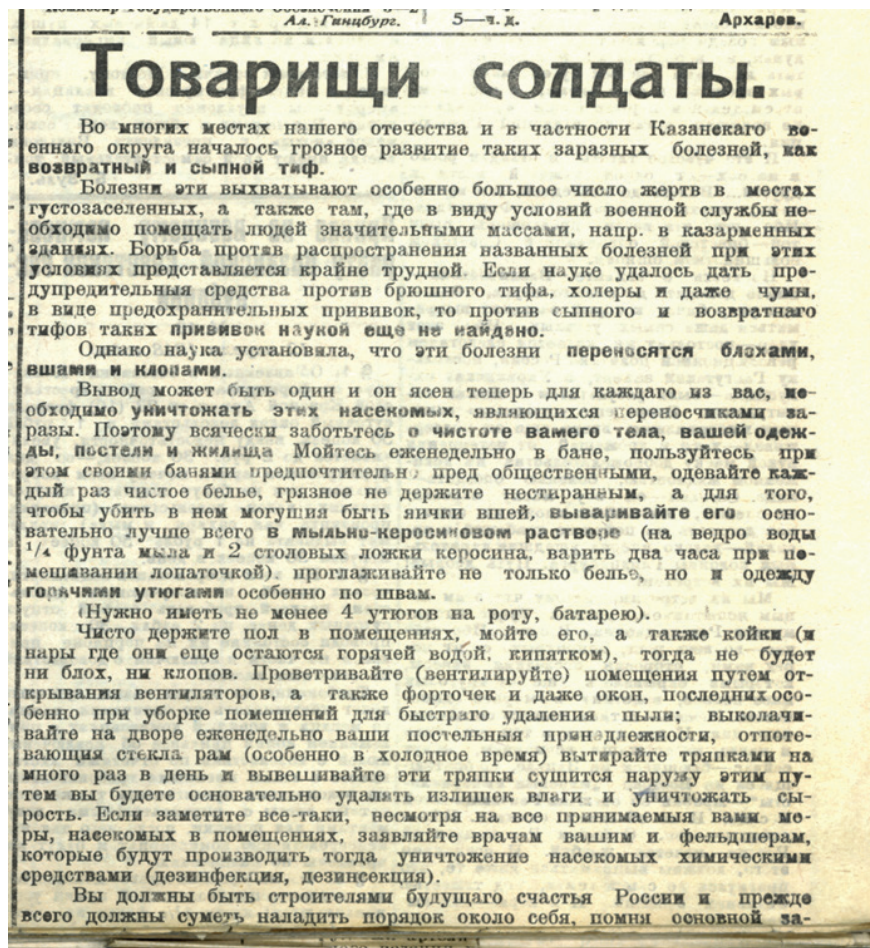 Ал. Гинцбург. 5—ч. д. Архарев.
Товарищи солдаты.
Во многих местах нашего отечества и в частности Казанскаго во-
еннаго округа началось грозное развитие таких заразных болезней, как
возвратный и сыпной тиф.
Болезни эти выхватывают особенно большое число жертв в местах
густозаселенных, а также там, где в виду условий военной службы не-
обходимо помещать людей значительными массами, напр. в казарменных
зданиях. Борьба против распространения названных болезней при этих
условиях представляется крайне трудной. Если науке удалось дать пре-
дупредительныя средства против брюшного тифа, холеры и даже чумы,
в виде предохранительных прививок, то против сыпного и возвратнаго
тифов таких прививок наукой еще не найдено.
Однако наука установила, что эти болезни переносятся блохами,
вшами и клопами.
Вывод может быть один и он ясен теперь для каждаго из вас, не-
обходимо уничтожать этих насекомых, являющихся переносчиками за-
разы. Поэтому всячески заботьтесь о чистоте вашего тела, вашей одеж-
ды, постели и жилища Мойтесь еженедельно в бане, пользуйтесь при
этом своими банями предпочтительн. пред общественными, одевайте каж-
дый раз чистое белье, грязное не держите нестиранным, а для того,
чтобы убить в нем могущия быть яички вшей, вываривайте его осно-
вательно лучше всего в мыльно-керосиновом растворе (на ведро воды
1/4 фунта мыла и 2 столовых ложки керосина, варить два часа при по-
мешивании лопаточкой) проглаживайте не только белье, но и одежду
горячими утюгами особенно по швам.
(Нужно иметь не менее 4 утюгов на роту, батарею).
Чисто держите пол в помещениях, мойте его, а также койки (и
нары где они еще остаются горячей водой, кипятком), тогда не будет
ни блох, ни клопов. Проветривайте (вентилируйте) помещения путем от-
крывания вентиляторов, а также форточек и даже окон, последних осо-
бенно при уборке помещений для быстраго удаления пыли; выколачи-
вайте на дворе еженедельно ваши постельныя принадлежности, отпоте-
вающия стекла рам (особенно в холодное время) вытирайте тряпками на
много раз в день и вывешивайте эти тряпки сушится наружу этим пу-
тем вы будете основательно удалять излишек влаги и уничтожать сы-
рость. Если заметите все-таки, несмотря на все принимаемыя вами ме-
ры, насекомых в помещениях, заявляйте врачам вашим и фельдшерам,
которые будут производить тогда уничтожение насекомых химическими
средствами (дезинфекция, дезинсекция).
Вы должны быть строителями будущаго счастья России и прежде
всего должны суметь наладить порядок около себя, помня основной за-